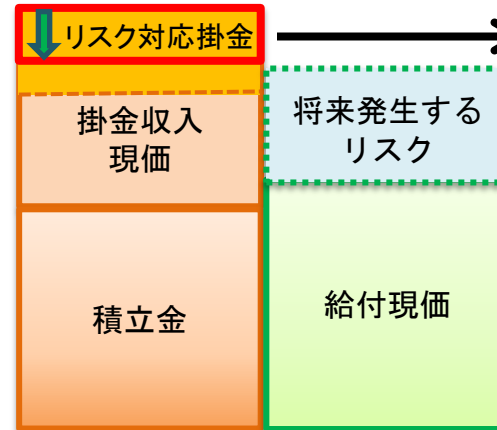 リスク対応掛金
掛金収入
現価
将来発生する
リスク
積立金
給付現価